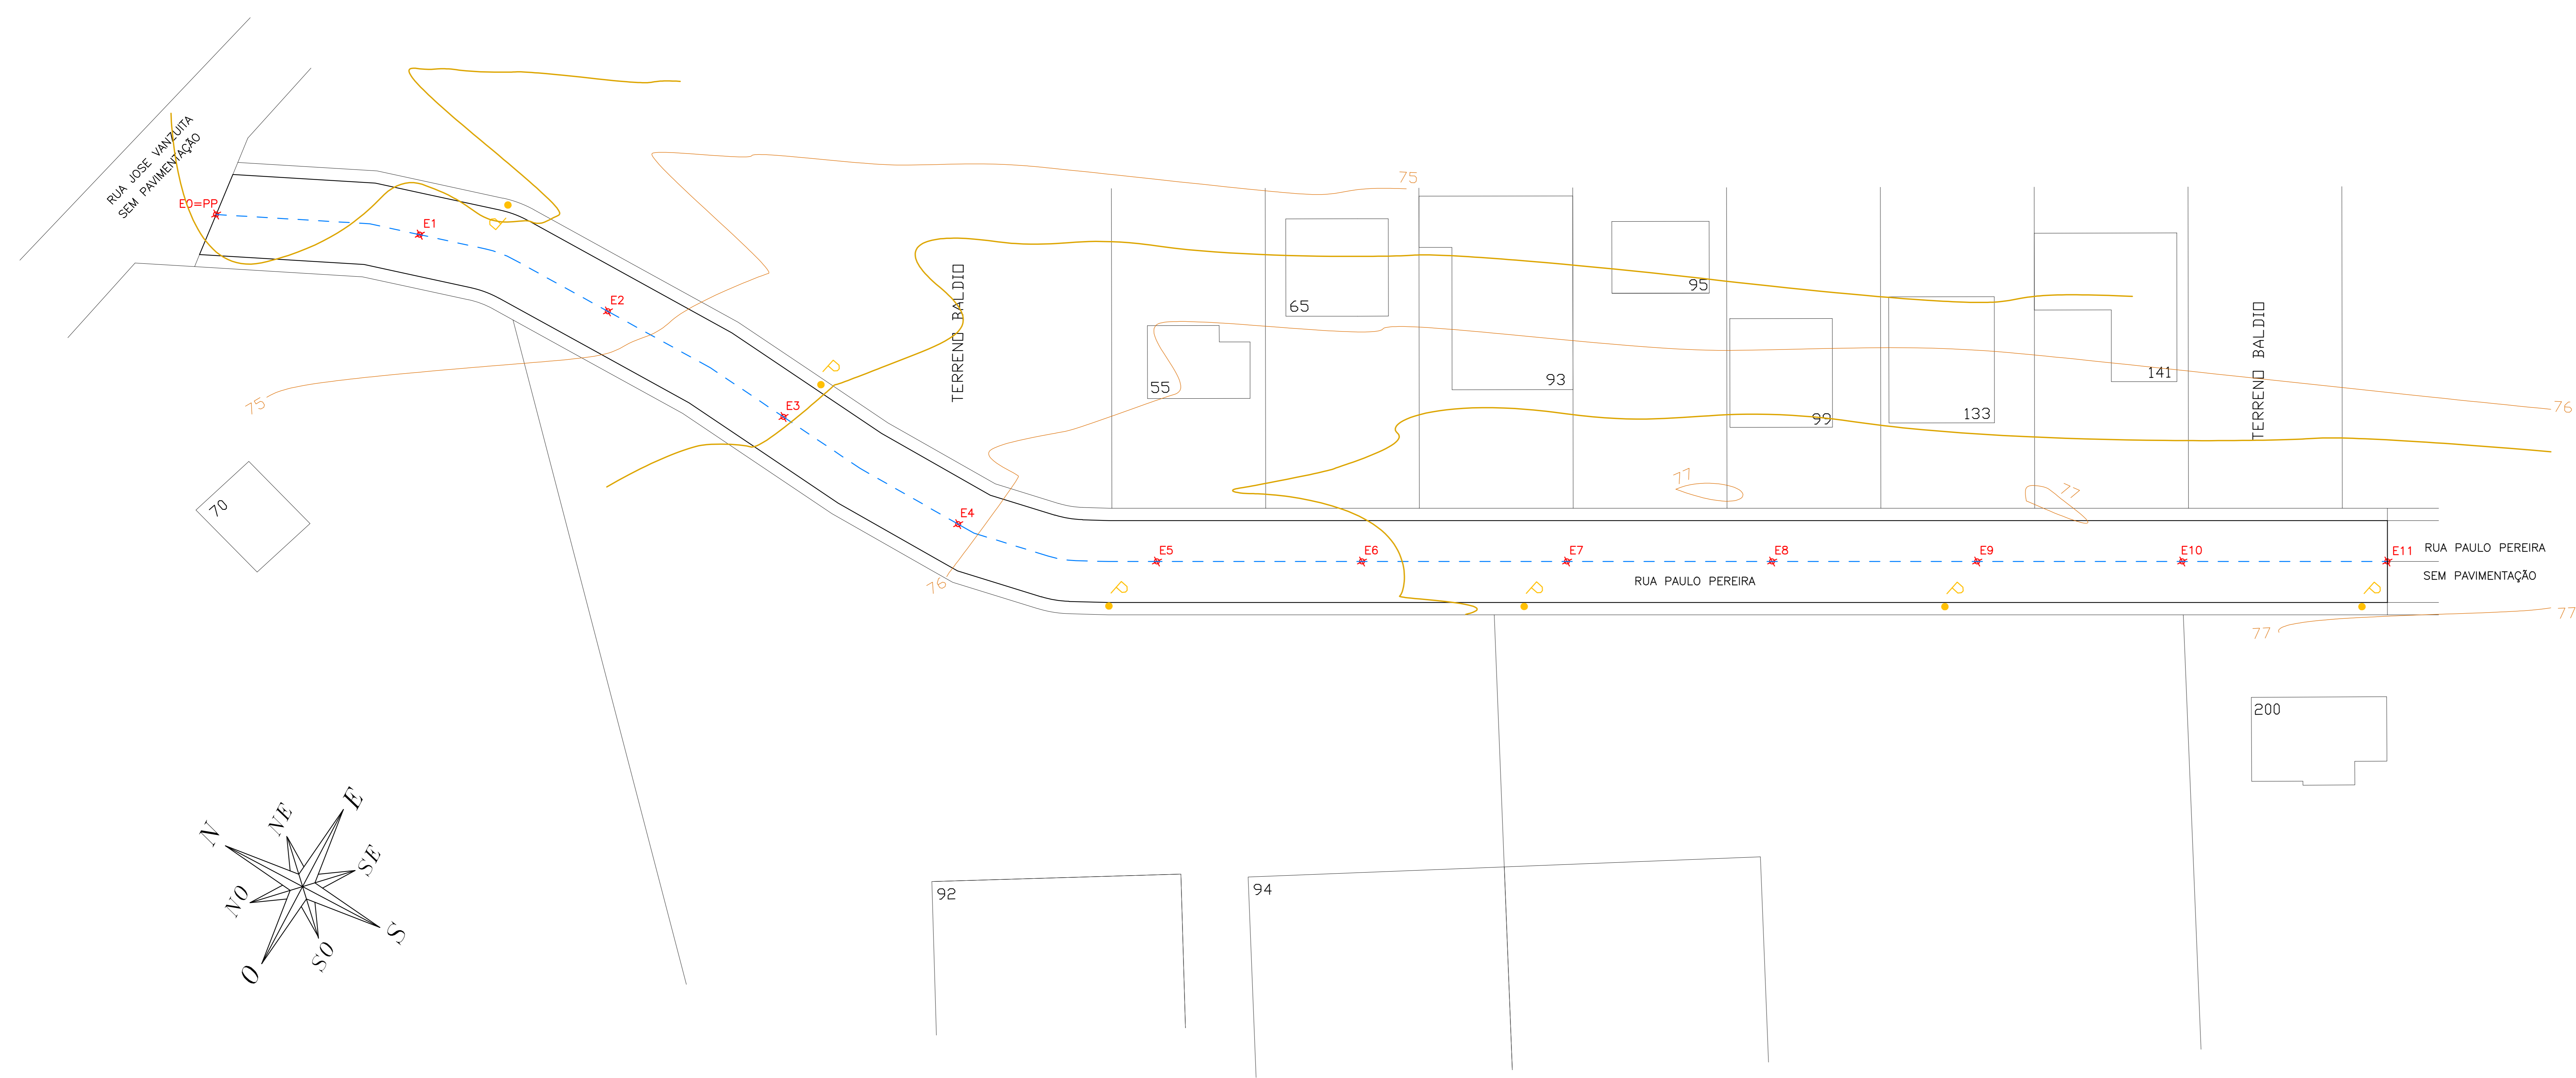 RUA JOSE VANZUITA
SEM PAVIMENTAÇÃO
E0=PP
E1
P
E2
P
E3
E4
75
75
76
TERRENO BALDIO
55
65
93
95
99
133
141
TERRENO BALDIO
76
77
77
E5
E6
E7
E8
E9
E10
E11
RUA PAULO PEREIRA
RUA PAULO PEREIRA
SEM PAVIMENTAÇÃO
P
P
P
P
77
77
70
92
94
200
N
NE
E
SE
S
SO
O
NO